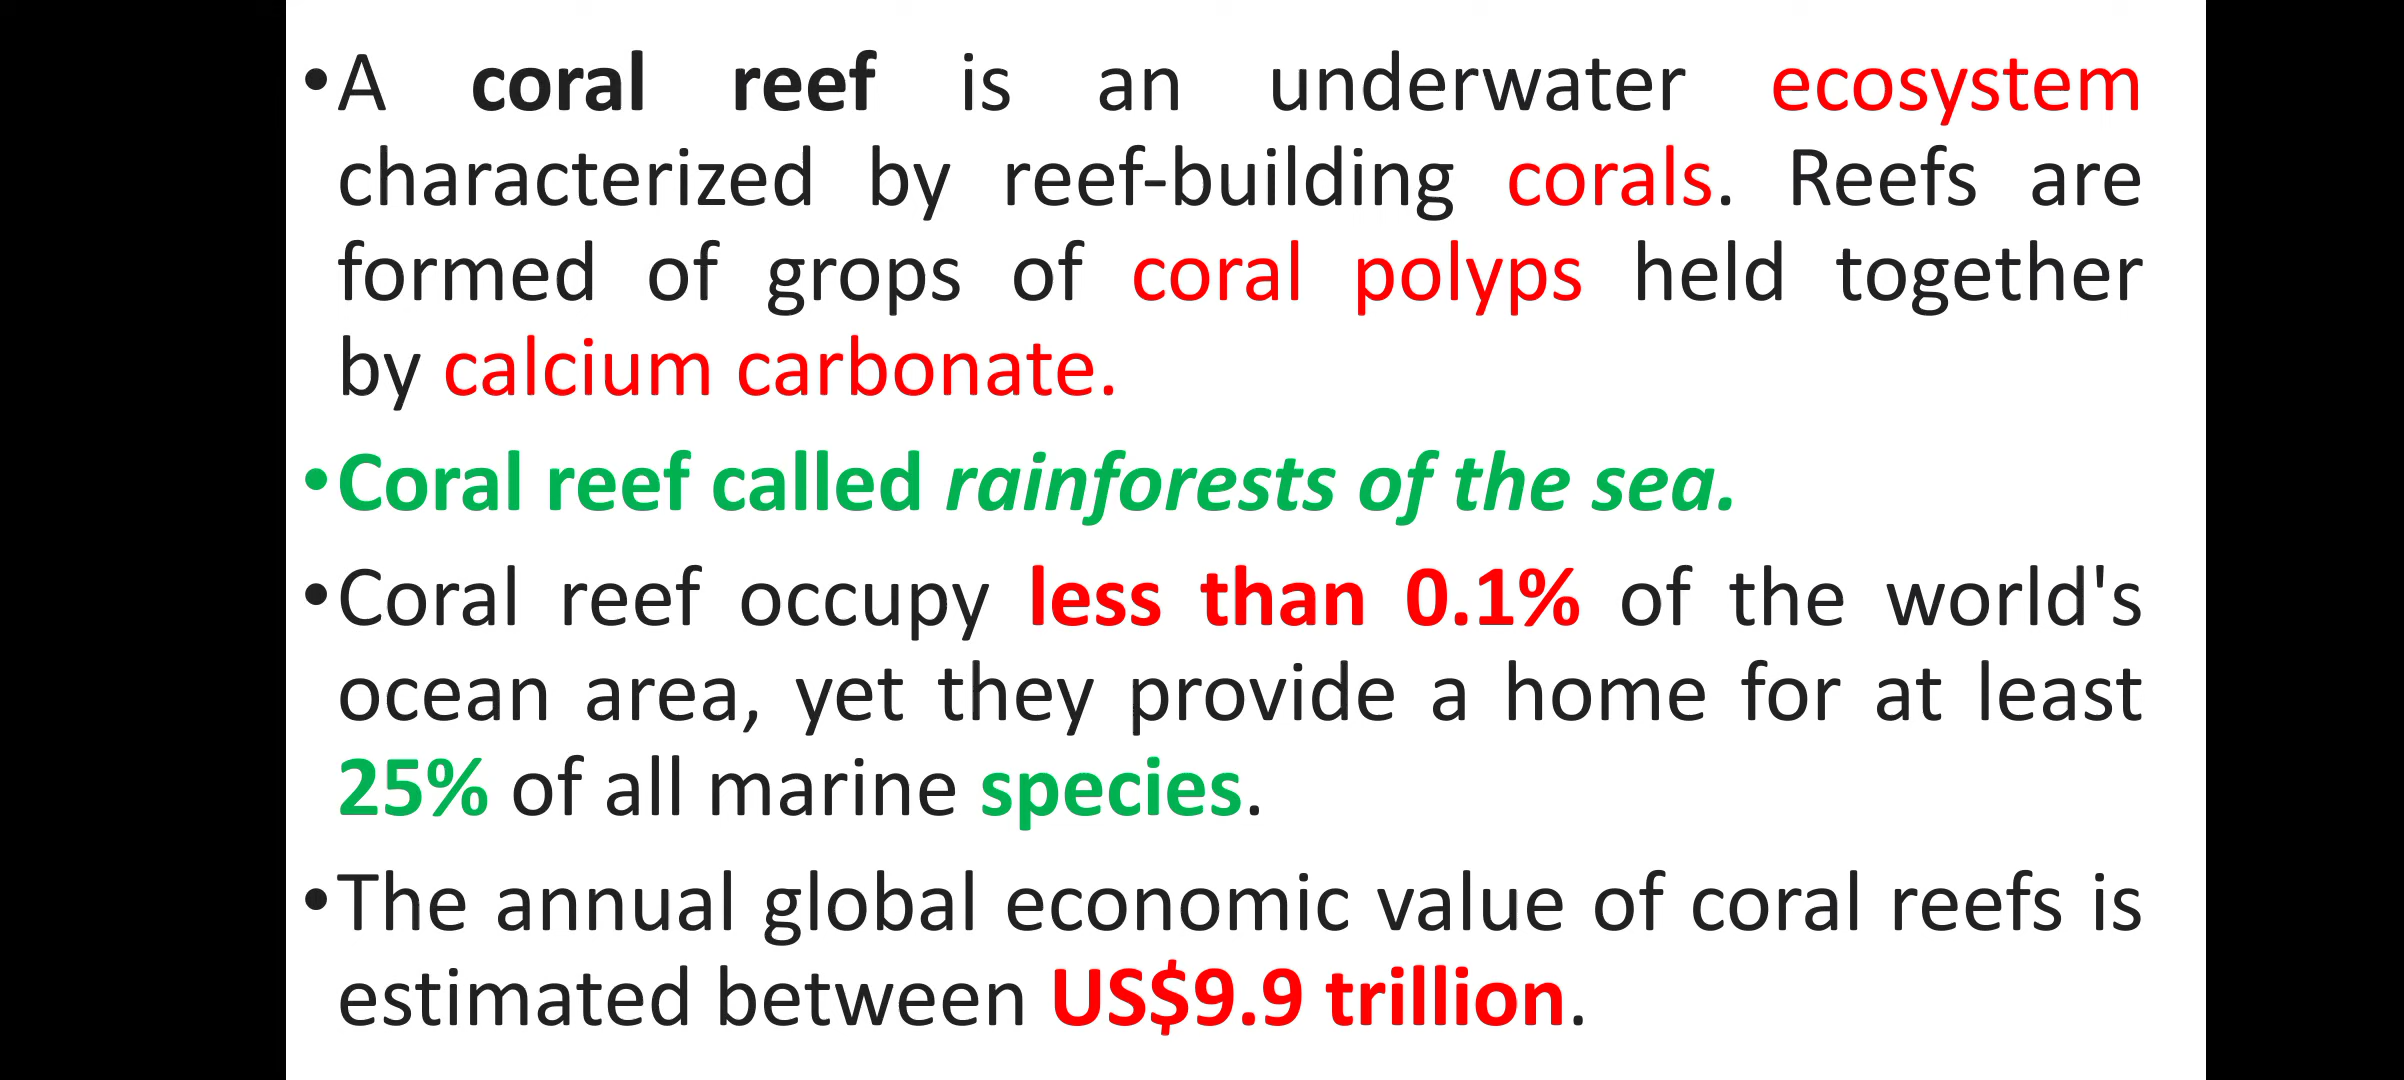 •A coral reef is an underwater ecosystem
characterized by reef-building corals. Reefs are
formed of grops of coral polyps held together
by calcium carbonate.
•Coral reef called rainforests of the sea.
•Coral reef occupy less than 0.1% of the world's
ocean area, yet they provide a home for at least
25% of all marine species.
•The annual global economic value of coral reefs is
estimated between US$9.9 trillion.